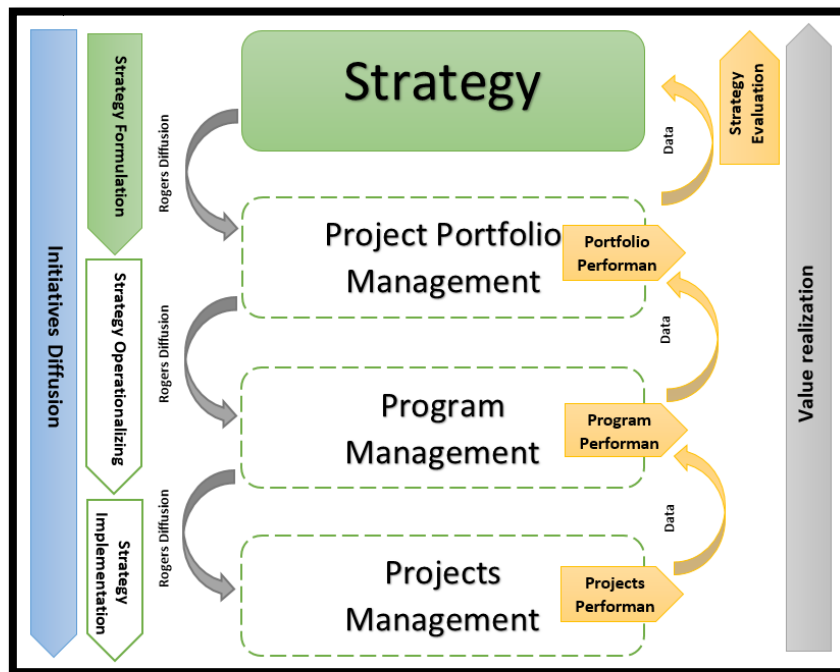 Strategy
Strategy Formulation
Rogers Diffusion
Data
Strategy
Evaluation
Project Portfolio
Management
Portfolio
Performan
Initiatives Diffusion
Strategy Operationalizing
Rogers Diffusion
Data
Value realization
Program
Management
Program
Performan
Strategy
Implementation
Rogers Diffusion
Data
Projects
Management
Projects
Performan